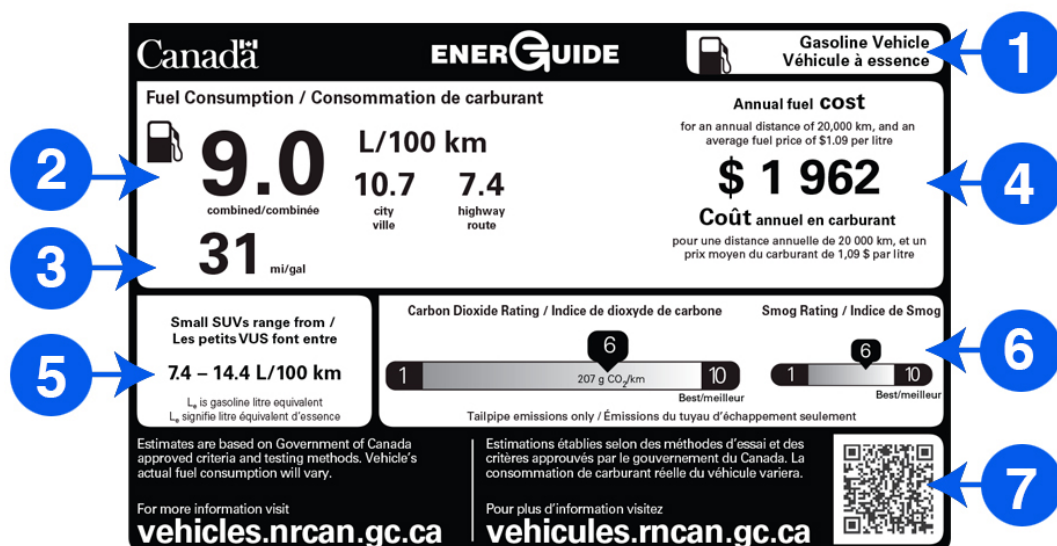 Canada
ENERGUIDE
Gasoline Vehicle
Véhicule à essence
1
Fuel Consumption / Consommation de carburant
2
9.0
combined/combinée
L/100 km
10.7
city
ville
7.4
highway
route
3
31 mi/gal
Annual fuel cost
for an annual distance of 20,000 km, and an
average fuel price of $1.09 per litre
$ 1 962
4
Coût annuel en carburant
pour une distance annuelle de 20 000 km, et un
prix moyen du carburant de 1,09 $ par litre
5
Small SUVs range from /
Les petits VUS font entre
7.4 – 14.4 L/100 km
Le is gasoline litre equivalent
Le signifie litre équivalent d'essence
Carbon Dioxide Rating / Indice de dioxyde de carbone
6
1
207 g CO2/km
10
Best/meilleur
Smog Rating / Indice de Smog
6
1
10
Best/meilleur
6
Tailpipe emissions only / Émissions du tuyau d'échappement seulement
Estimates are based on Government of Canada
approved criteria and testing methods. Vehicle's
actual fuel consumption will vary.
For more information visit
vehicles.nrcan.gc.ca
Estimations établies selon des méthodes d'essai et des
critères approuvés par le gouvernement du Canada. La
consommation de carburant réelle du véhicule variera.
Pour plus d'information visitez
vehicules.rncan.gc.ca
7